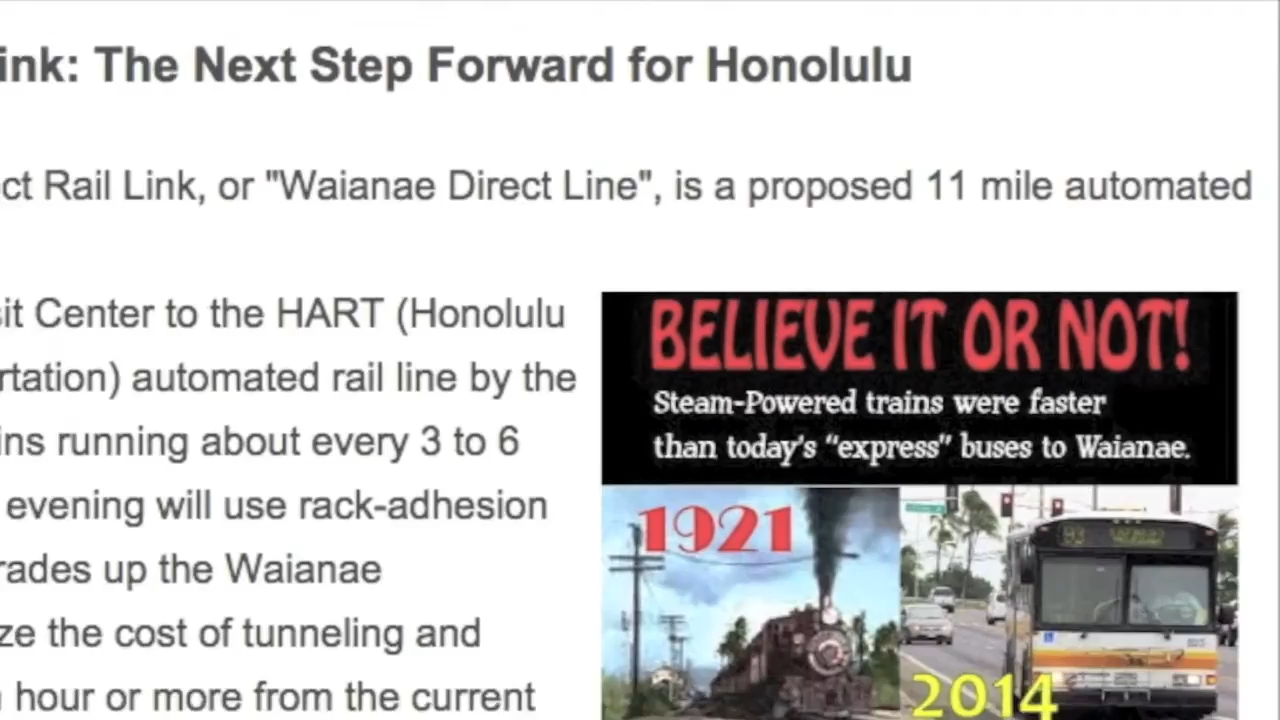 ink: The Next Step Forward for Honolulu
ct Rail Link, or "Waianae Direct Line", is a proposed 11 mile automated
sit Center to the HART (Honolulu
rtation) automated rail line by the
ins running about every 3 to 6
evening will use rack-adhesion
rades up the Waianae
ze the cost of tunneling and
hour or more from the current
BELIEVE IT OR NOT!
Steam-Powered trains were faster
than today's “express” buses to Waianae.
1921
93
2014